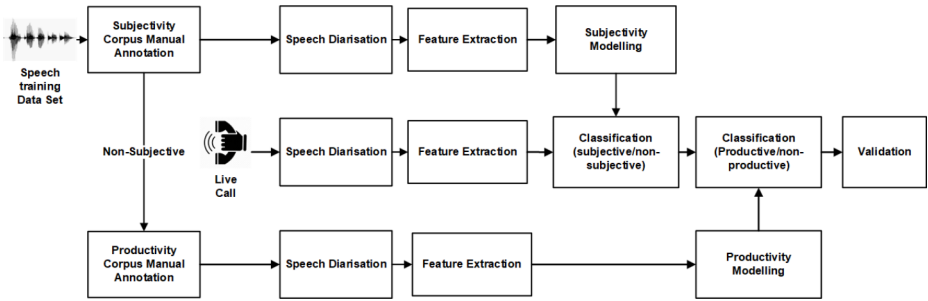 Subjectivity
Corpus Manual
Annotation
Speech Diarisation
Feature Extraction
Subjectivity
Modelling
Speech
training
Data Set
Non-Subjective
Live
Call
Speech Diarisation
Feature Extraction
Classification
(subjective/non-
subjective)
Classification
(Productive/non-
productive)
Validation
Productivity
Corpus Manual
Annotation
Speech Diarisation
Feature Extraction
Productivity
Modelling